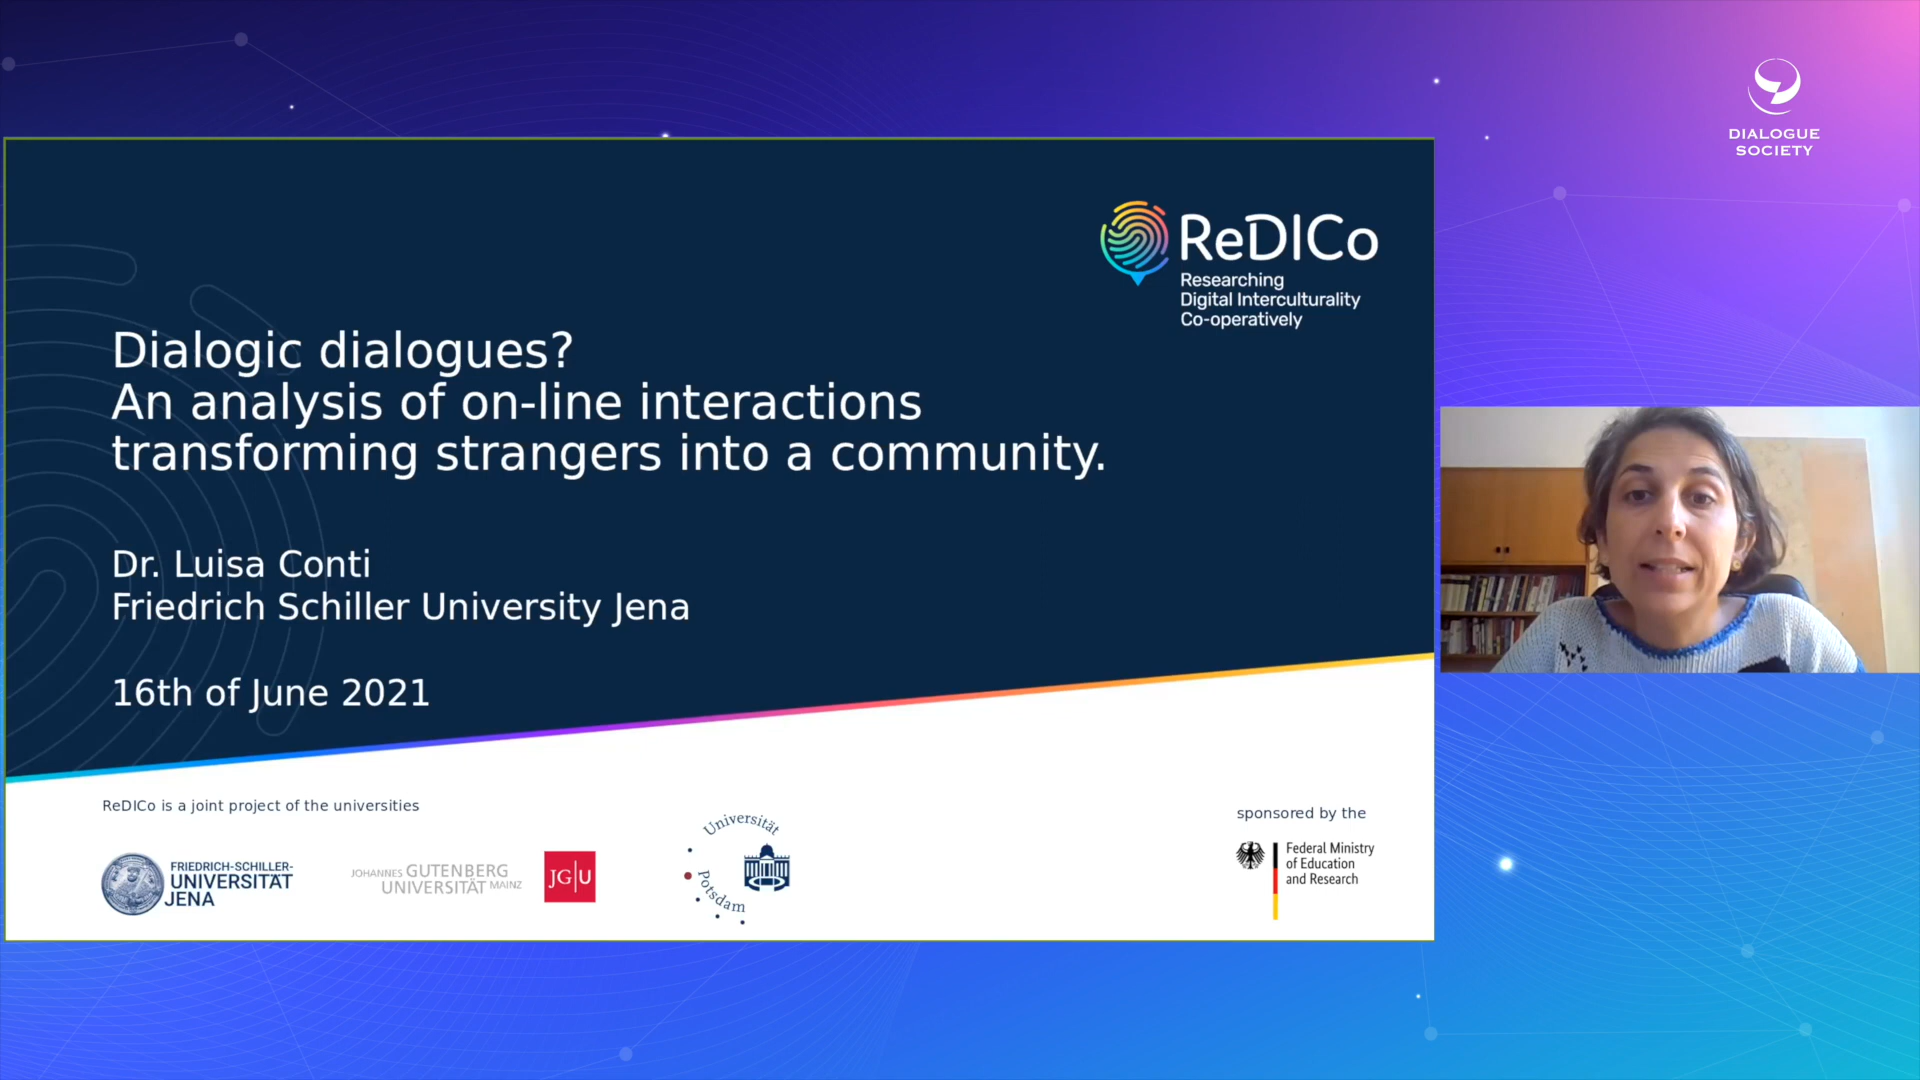 DIALOGUE
SOCIETY
ReDICo
Researching
Digital Interculturality
Co-operatively
Dialogic dialogues?
An analysis of on-line interactions
transforming strangers into a community.
Dr. Luisa Conti
Friedrich Schiller University Jena
16th of June 2021
ReDICo is a joint project of the universities
FRIEDRICH-SCHILLER-
UNIVERSITÄT
JENA
JOHANNES GUTENBERG
UNIVERSITÄT MAINZ
JG|U
Universität
Potsdam
sponsored by the
Federal Ministry
of Education
and Research